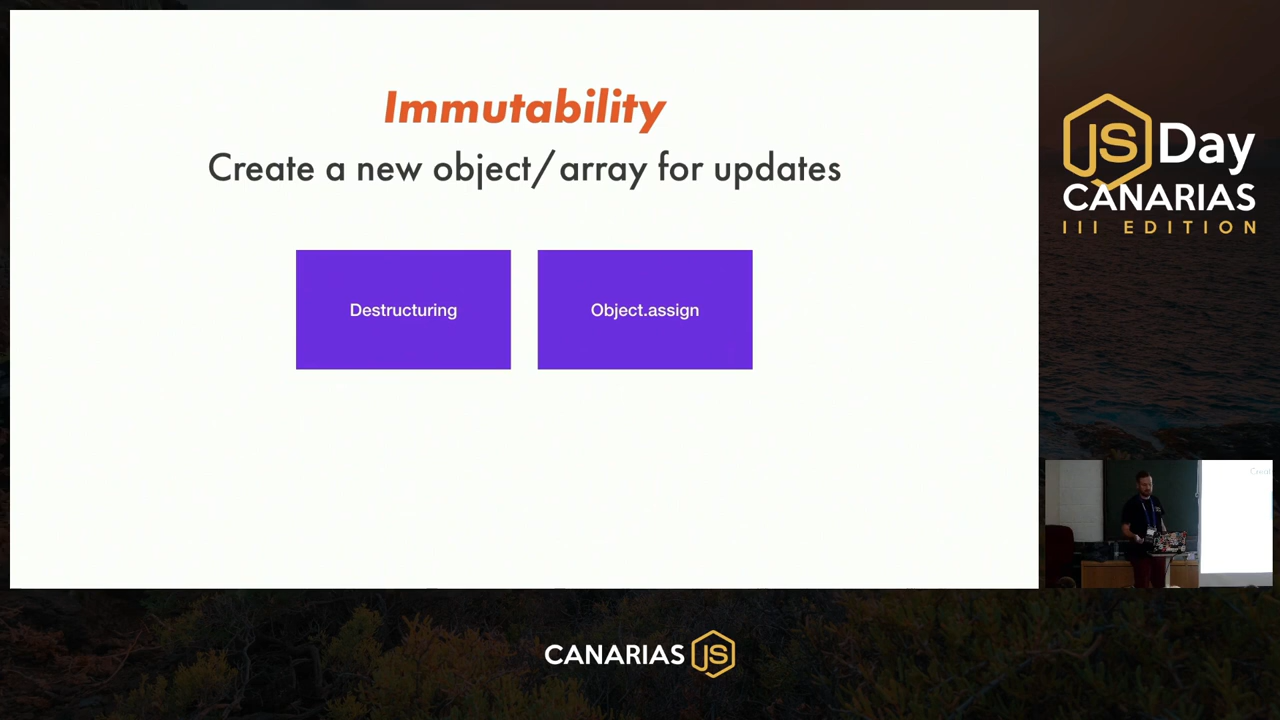 Immutability
Create a new object/array for updates
Destructuring
Object.assign
JS Day
CANARIAS
III EDITION
CANARIAS JS